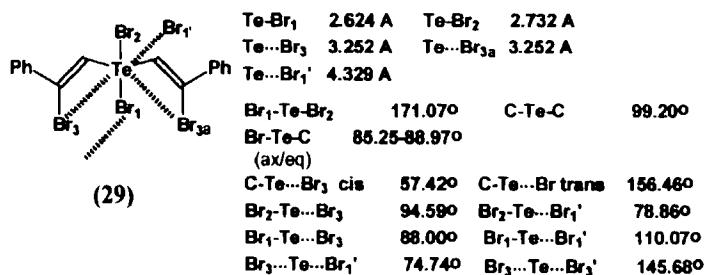 Te-Br₁ 2.624 A Te-Br₂ 2.732 A
Te···Br₃ 3.252 A Te···Br₃ₐ 3.252 A
Te···Br₁' 4.329 A
Br₂ Br₁'
Ph Te Ph
Br₃ Br₁ Br₃ₐ
(29)
Br₁-Te-Br₂ 171.07º C-Te-C 99.20º
Br-Te-C 85.25-88.97º
(ax/eq)
C-Te···Br₃ cis 57.42º C-Te···Br trans 156.46º
Br₂-Te···Br₃ 94.59º Br₂-Te···Br₁' 78.86º
Br₁-Te···Br₃ 88.00º Br₁-Te···Br₁' 110.07º
Br₃···Te···Br₁' 74.74º Br₃···Te···Br₃' 145.68º